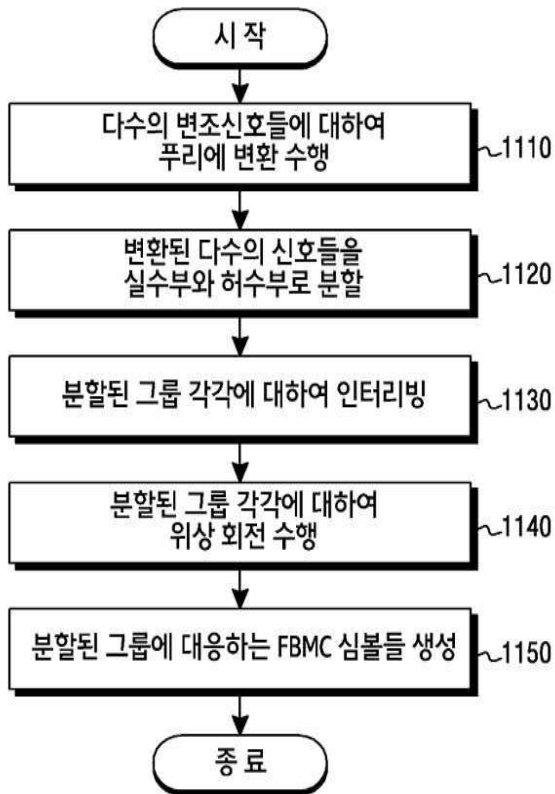 시 작
다수의 변조신호들에 대하여
푸리에 변환 수행
1110
변환된 다수의 신호들을
실수부와 허수부로 분할
1120
분할된 그룹 각각에 대하여 인터리빙
1130
분할된 그룹 각각에 대하여
위상 회전 수행
1140
분할된 그룹에 대응하는 FBMC 심볼들 생성
1150
종 료